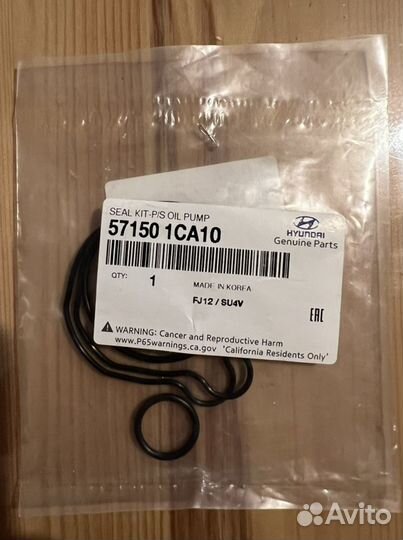 SEAL KIT-P/S OIL PUMP
57150 1CA10
HYUNDAI
Genuine Parts
QTY: 1
MADE IN KOREA
FJ12 / SU4V
EAC
WARNING: Cancer and Reproductive Harm
www.P65warnings.ca.gov 'California Residents Only'
Avito